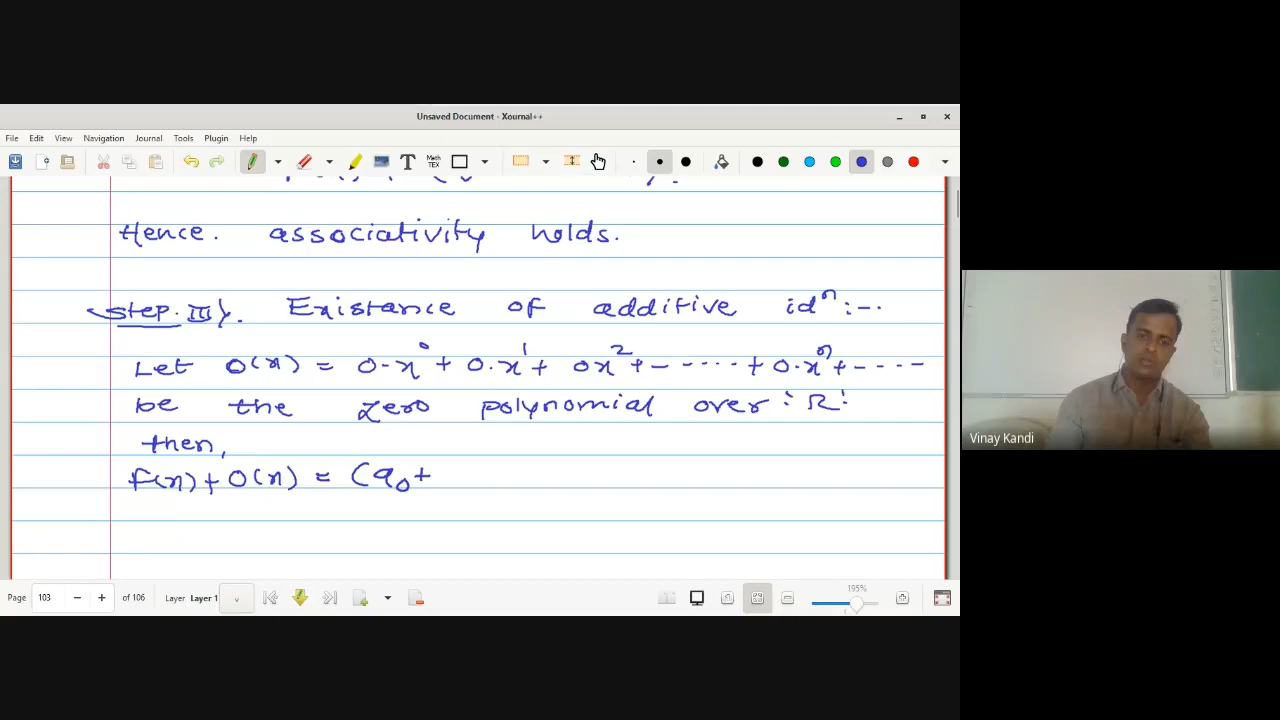 Unsaved Document - Xournal++
File Edit View Navigation Journal Tools Plugin Help
Hence. associativity holds.
step. III). Existance of additive idⁿ :-.
Let O(x) = 0·x⁰ + 0·x¹ + 0x² + - ---- + 0·xⁿ + - - - -
be the zero polynomial over 'R'
then,
f(x) + O(x) = (a₀ +
Vinay Kandi
Page 103 of 106 Layer Layer 1 195%